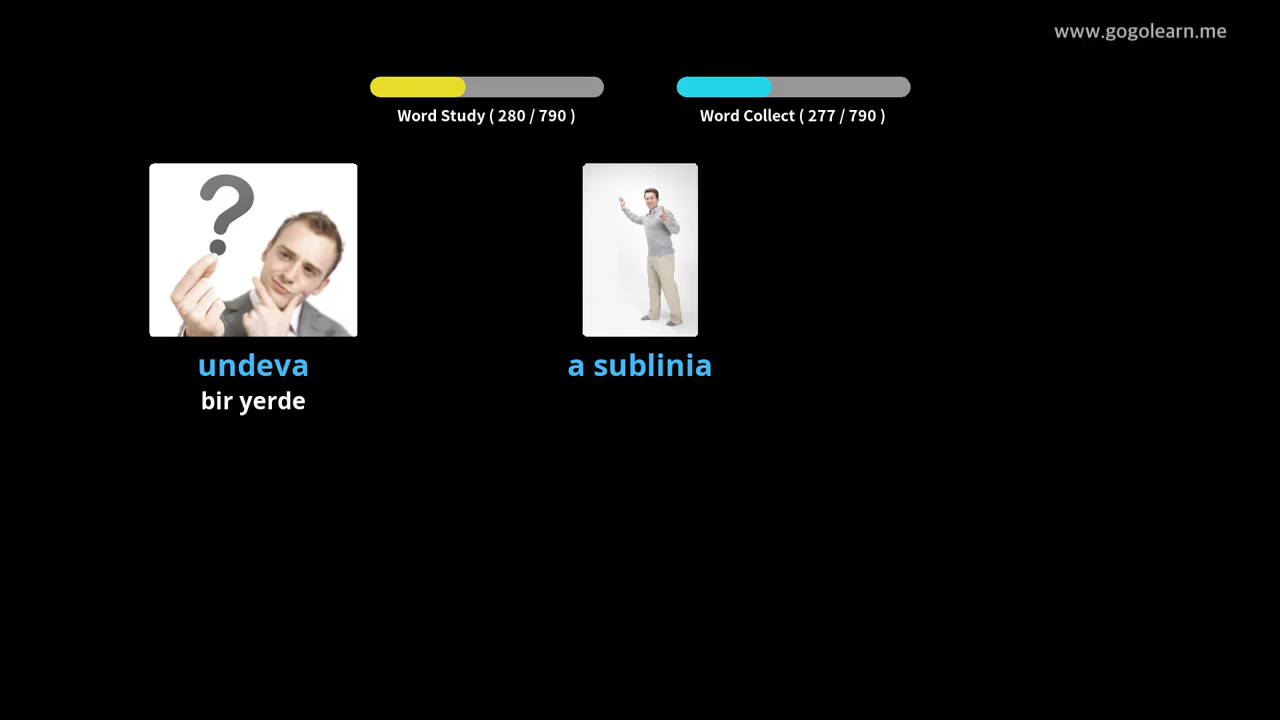 www.gogolearn.me
Word Study ( 280 / 790 )
Word Collect ( 277 / 790 )
?
undeva
a sublinia
bir yerde